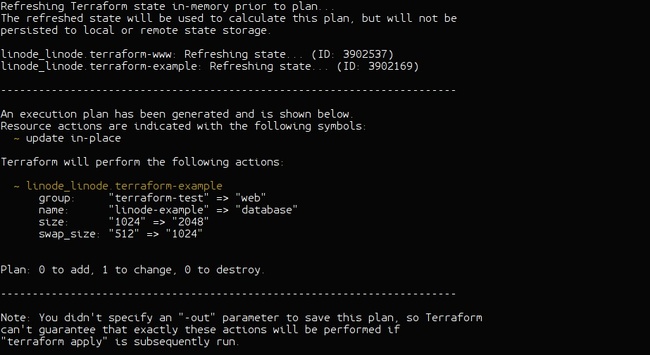 Refreshing Terraform state in-memory prior to plan...
The refreshed state will be used to calculate this plan, but will not be
persisted to local or remote state storage.
linode_linode.terraform-www: Refreshing state... (ID: 3902537)
linode_linode.terraform-example: Refreshing state... (ID: 3902169)
------------------------------------------------------------------------
An execution plan has been generated and is shown below.
Resource actions are indicated with the following symbols:
  ~ update in-place
Terraform will perform the following actions:
  ~ linode_linode.terraform-example
      group:     "terraform-test" => "web"
      name:      "linode-example" => "database"
      size:      "1024" => "2048"
      swap_size: "512" => "1024"
Plan: 0 to add, 1 to change, 0 to destroy.
------------------------------------------------------------------------
Note: You didn't specify an "-out" parameter to save this plan, so Terraform
can't guarantee that exactly these actions will be performed if
"terraform apply" is subsequently run.